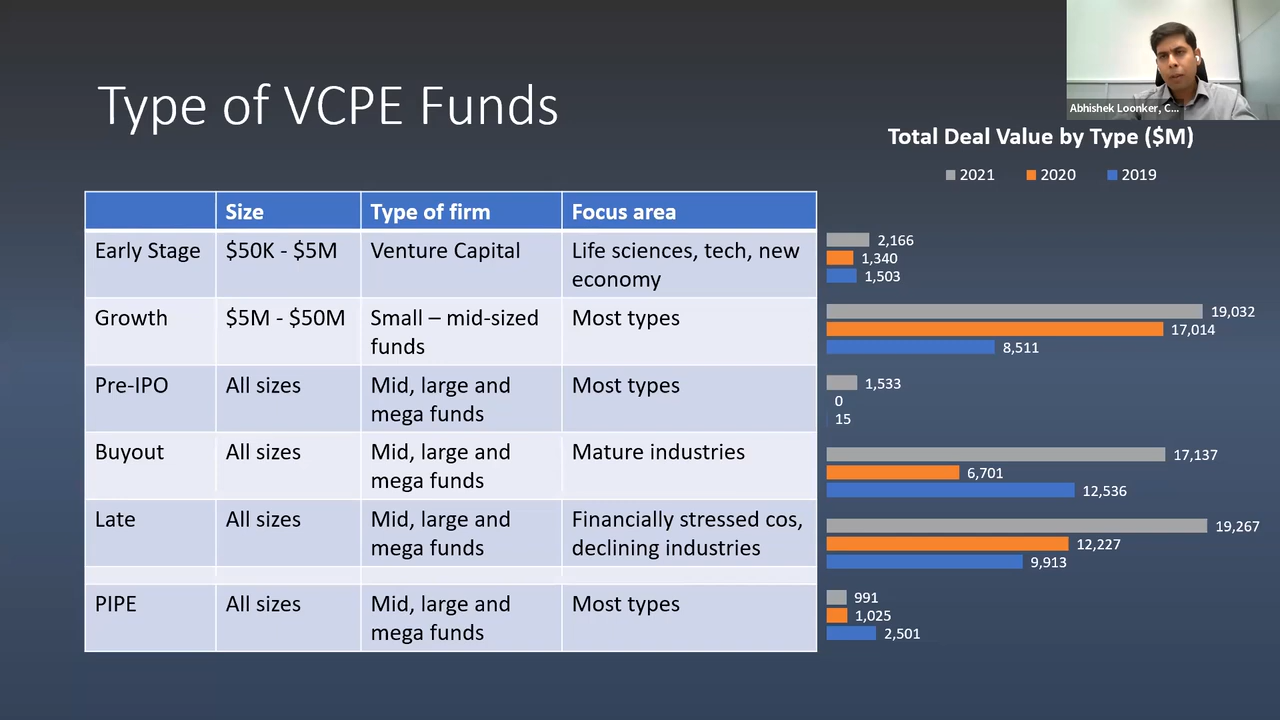 Type of VCPE Funds
Abhishek Loonker, C...
Total Deal Value by Type ($M)
2021 2020 2019
Size Type of firm Focus area
Early Stage $50K - $5M Venture Capital Life sciences, tech, new
economy
Growth $5M - $50M Small – mid-sized Most types
funds
Pre-IPO All sizes Mid, large and Most types
mega funds
Buyout All sizes Mid, large and Mature industries
mega funds
Late All sizes Mid, large and Financially stressed cos,
mega funds declining industries
PIPE All sizes Mid, large and Most types
mega funds
2,166
1,340
1,503
19,032
17,014
8,511
1,533
0
15
17,137
6,701
12,536
19,267
12,227
9,913
991
1,025
2,501